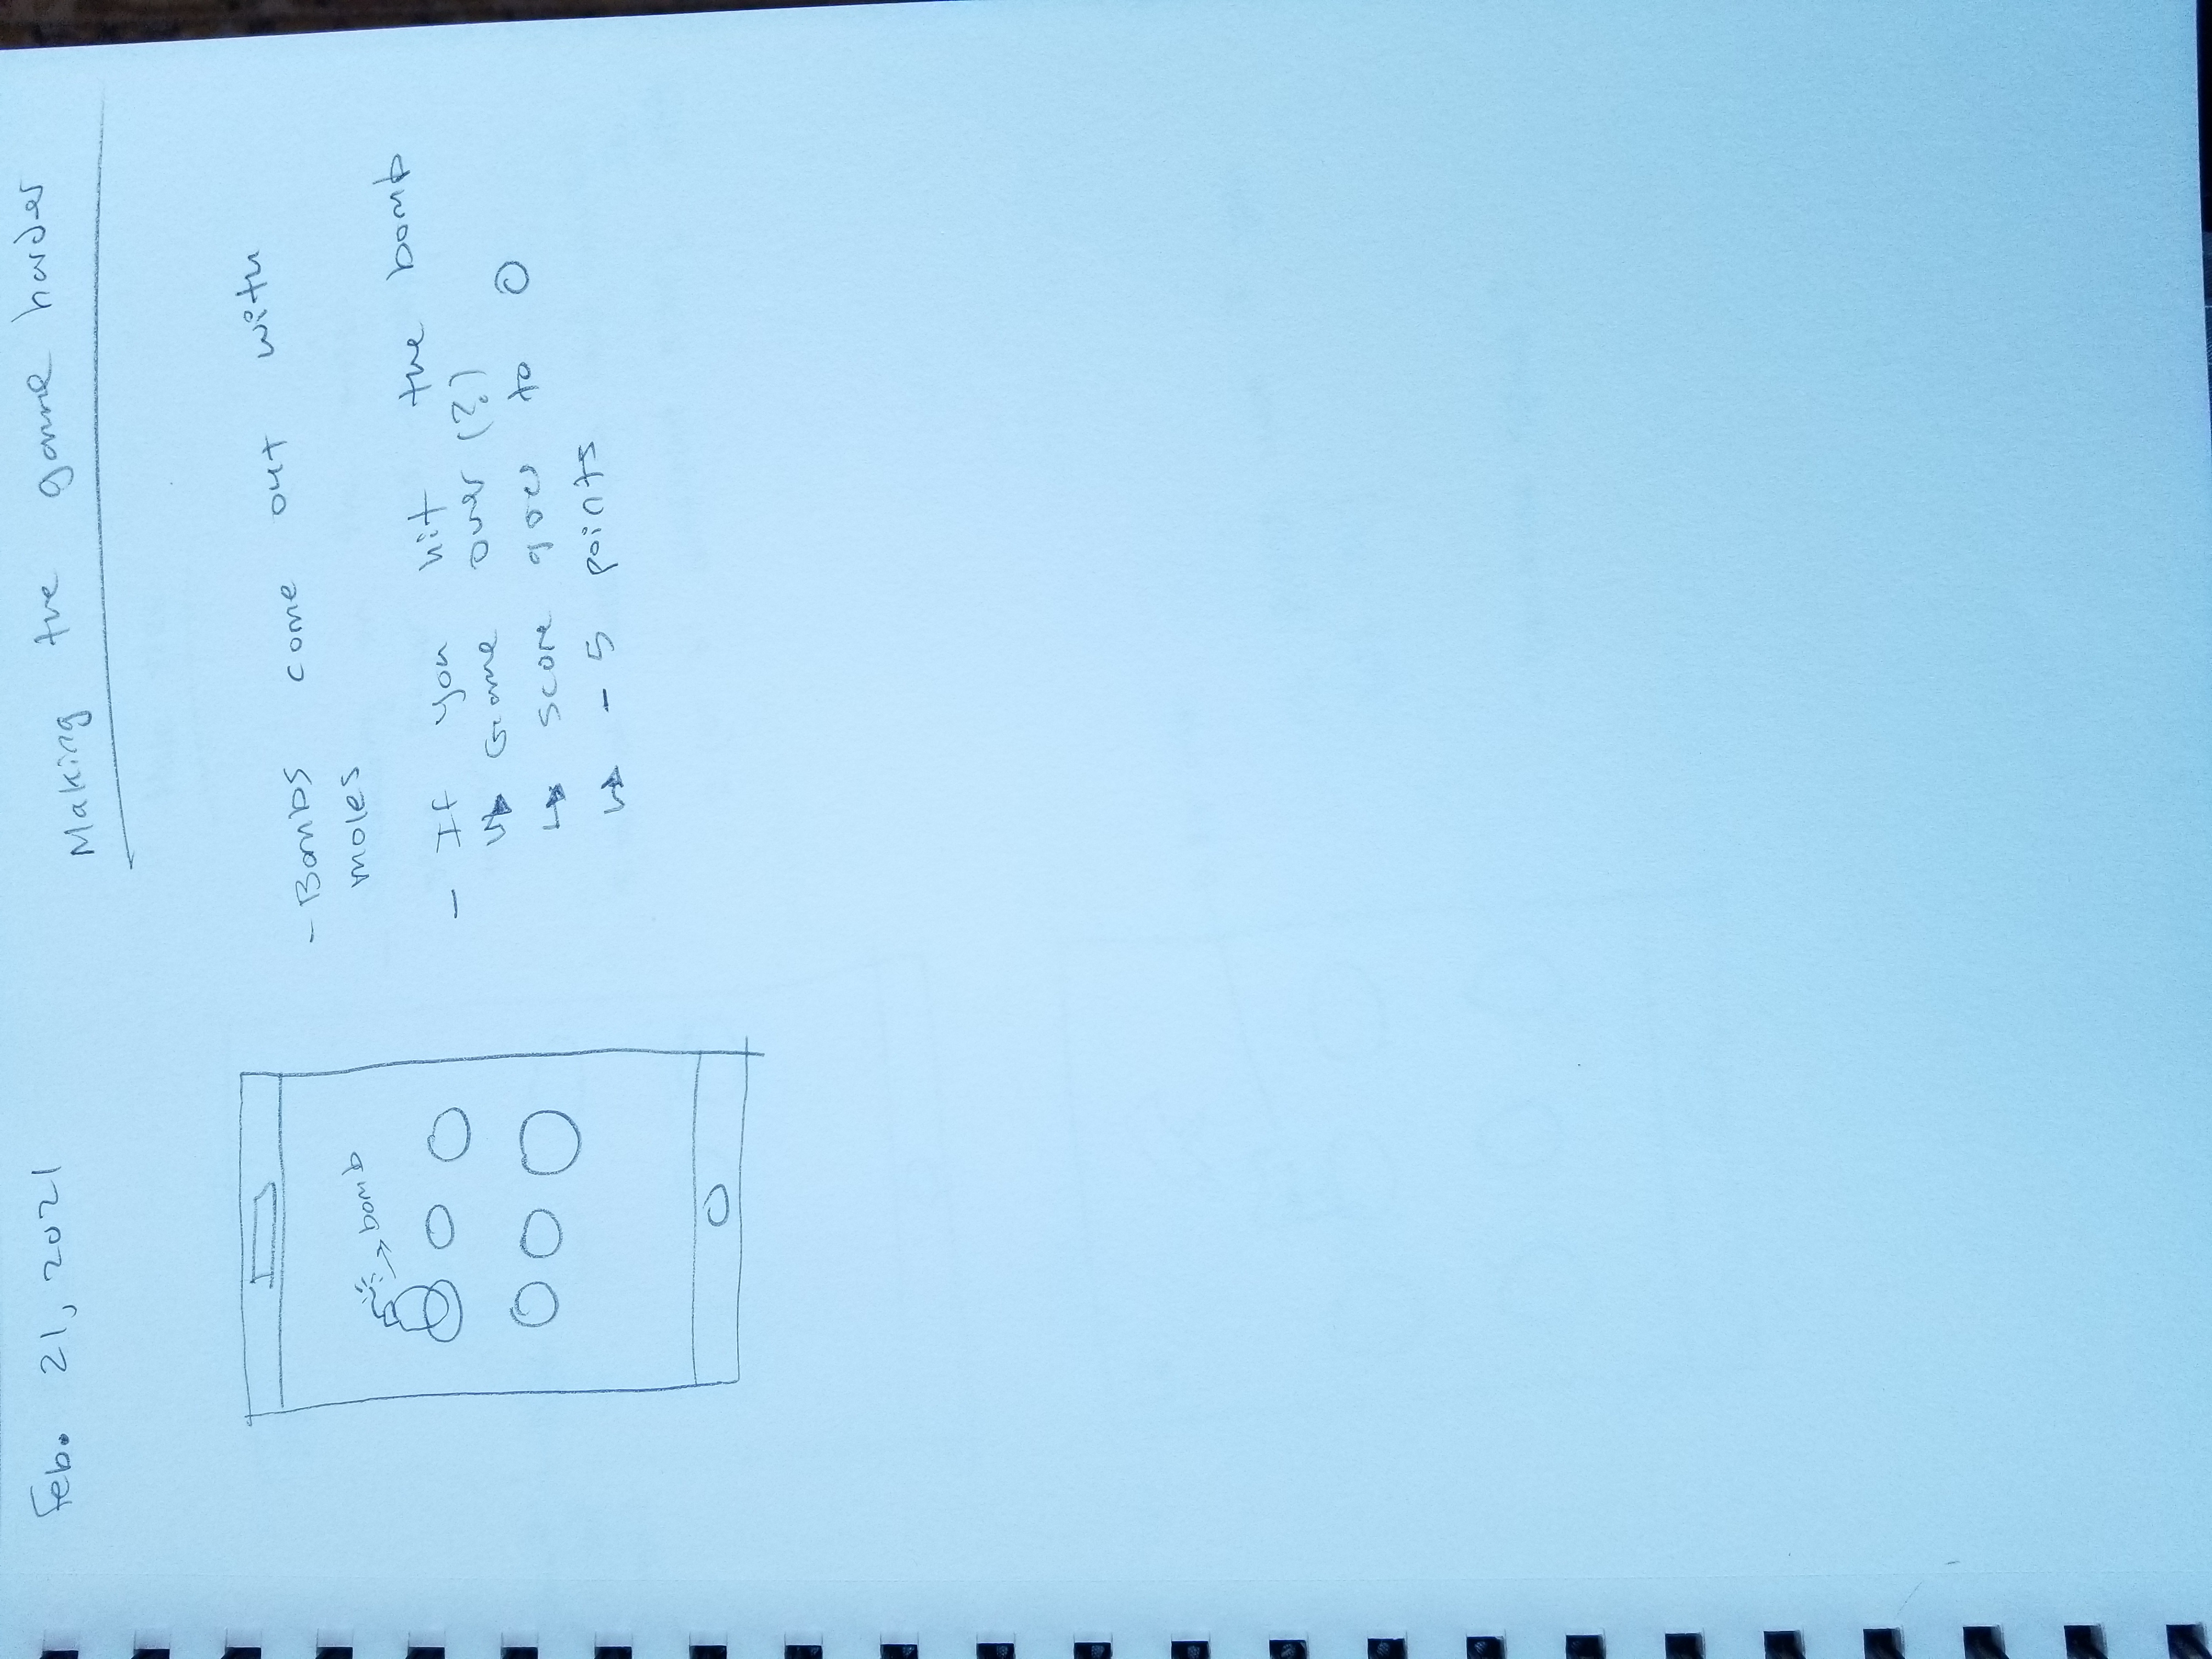 Feb. 21, 2021
Making the game harder
bomb
- Bombs come out with
moles
- If you hit the bomb
↳ Game over (?)
↳ score goes to 0
↳ - 5 points